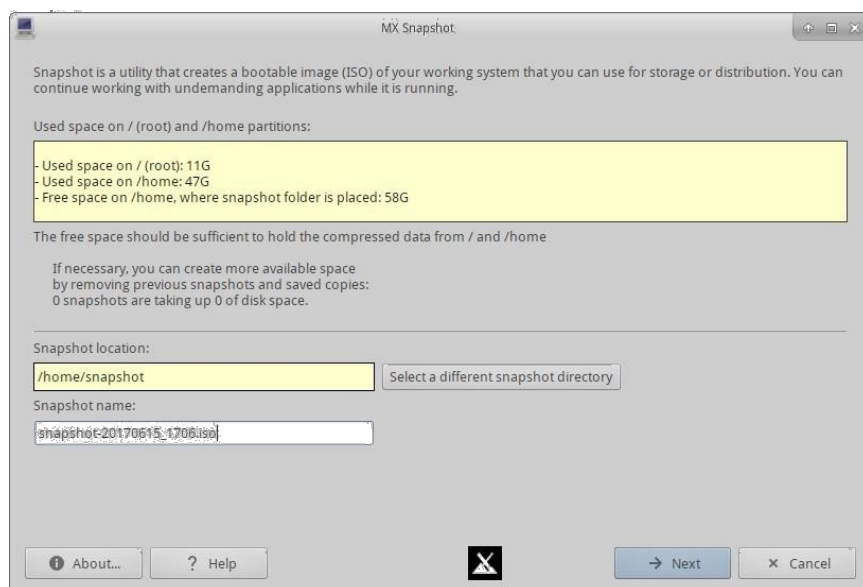 MX Snapshot
Snapshot is a utility that creates a bootable image (ISO) of your working system that you can use for storage or distribution. You can
continue working with undemanding applications while it is running.
Used space on / (root) and /home partitions:
- Used space on / (root): 11G
- Used space on /home: 47G
- Free space on /home, where snapshot folder is placed: 58G
The free space should be sufficient to hold the compressed data from / and /home
If necessary, you can create more available space
by removing previous snapshots and saved copies:
0 snapshots are taking up 0 of disk space.
Snapshot location:
/home/snapshot
Select a different snapshot directory
Snapshot name:
snapshot-20170615_1706.iso
About...
? Help
Next
Cancel